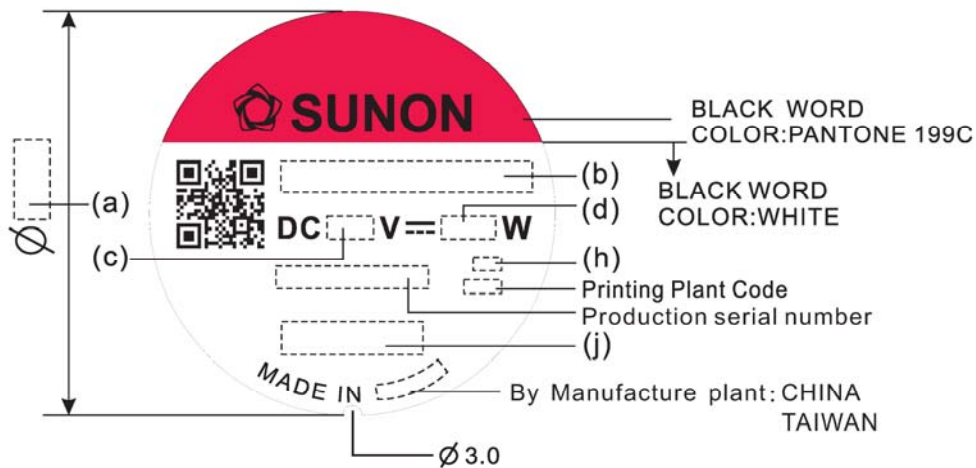 SUNON
BLACK WORD
COLOR:PANTONE 199C
(b)
BLACK WORD
COLOR:WHITE
(a)
Ø
DC V W
(d)
(c)
(h)
Printing Plant Code
Production serial number
(j)
MADE IN
By Manufacture plant: CHINA
TAIWAN
Ø 3.0